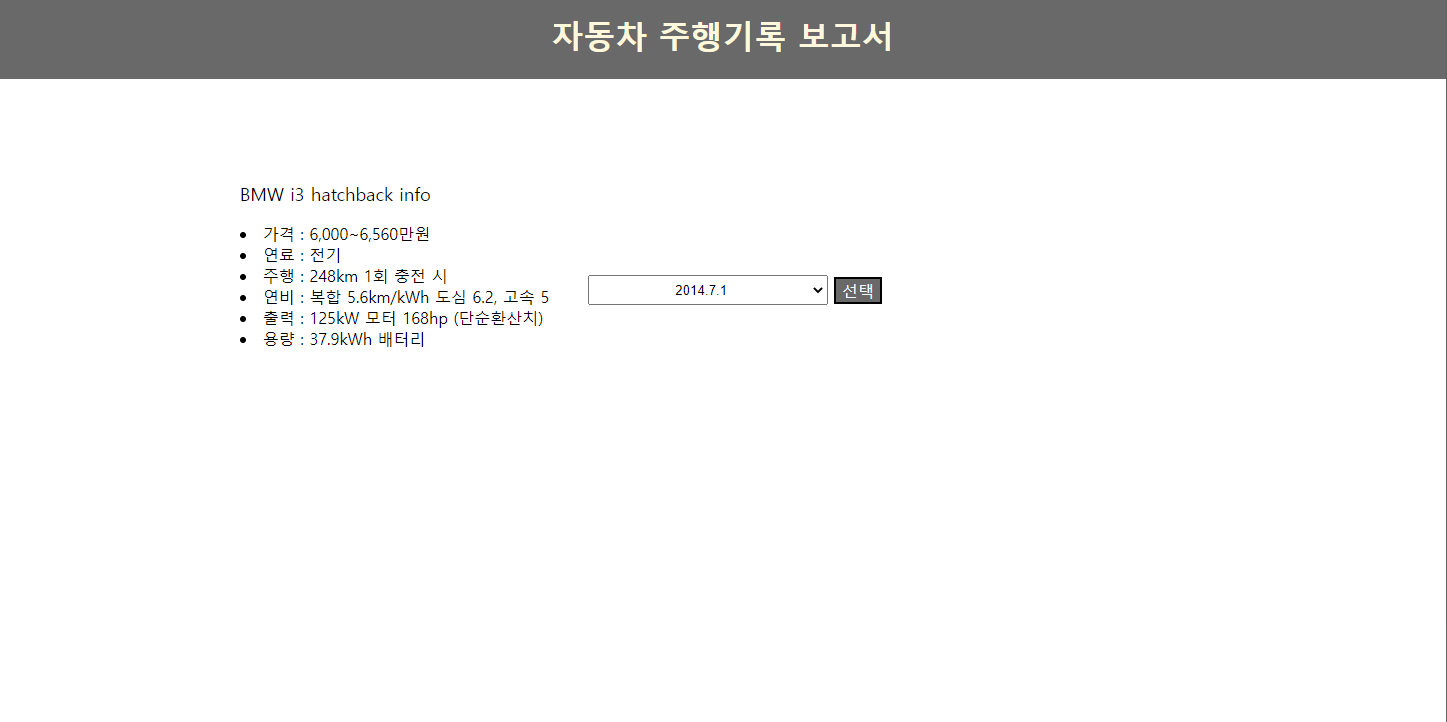 자동차 주행기록 보고서
BMW i3 hatchback info
가격 : 6,000~6,560만원
연료 : 전기
주행 : 248km 1회 충전 시
연비 : 복합 5.6km/kWh 도심 6.2, 고속 5
출력 : 125kW 모터 168hp (단순환산치)
용량 : 37.9kWh 배터리
2014.7.1
선택